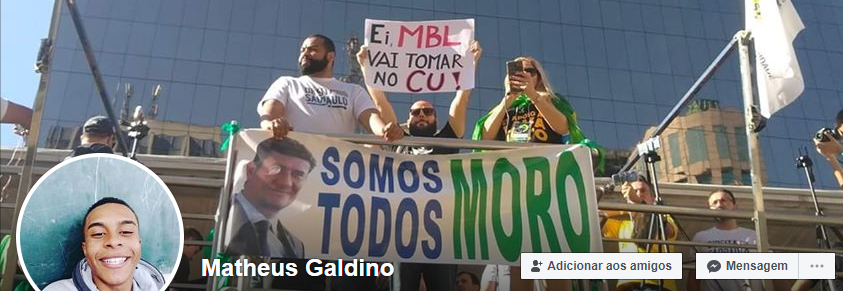 Ei, MBL
VAI TOMAR
NO CU!
SOMOS
TODOS
MORO
Matheus Galdino
Adicionar aos amigos
Mensagem